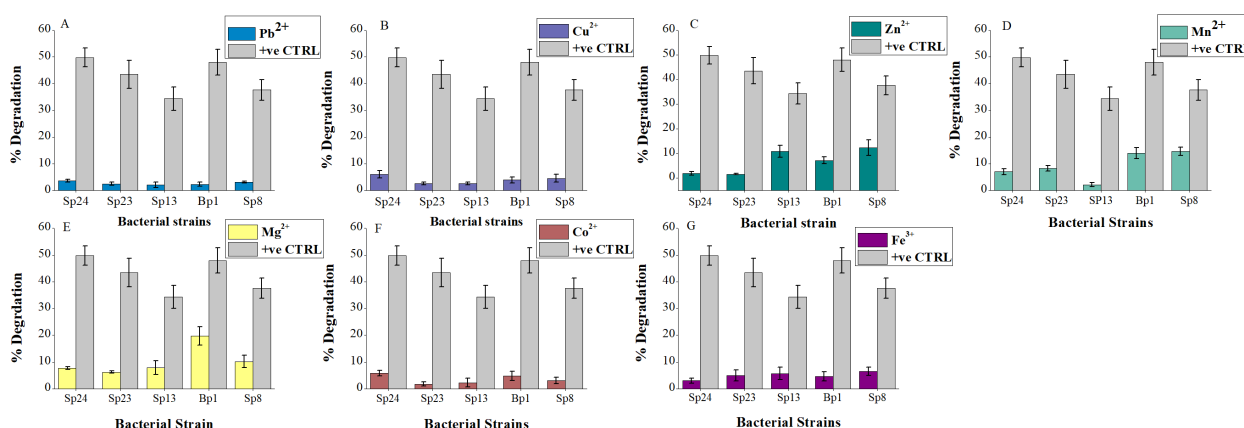 A
Pb2+
+ve CTRL
60
50
40
30
20
10
0
% Degradation
Sp24 Sp23 Sp13 Bp1 Sp8
Bacterial strains
B
Cu2+
+ve CTRL
60
50
40
30
20
10
0
% Degradation
Sp24 Sp23 Sp13 Bp1 Sp8
Bacterial Strains
C
Zn2+
+ve CTRL
60
50
40
30
20
10
0
% Degradation
Sp24 Sp23 Sp13 Bp1 Sp8
Bacterial strain
D
Mn2+
+ve CTRL
60
50
40
30
20
10
0
% Degradation
Sp24 Sp23 SP13 Bp1 Sp8
Bacterial Strains
E
Mg2+
+ve CTRL
60
50
40
30
20
10
0
% Degrdation
Sp24 Sp23 Sp13 Bp1 Sp8
Bacterial Strain
F
Co2+
+ve CTRL
60
50
40
30
20
10
0
% Degradation
Sp24 Sp23 Sp13 Bp1 Sp8
Bacterial Strains
G
Fe3+
+ve CTRL
60
50
40
30
20
10
0
% Degradation
Sp24 Sp23 Sp13 Bp1 Sp8
Bacterial Strains